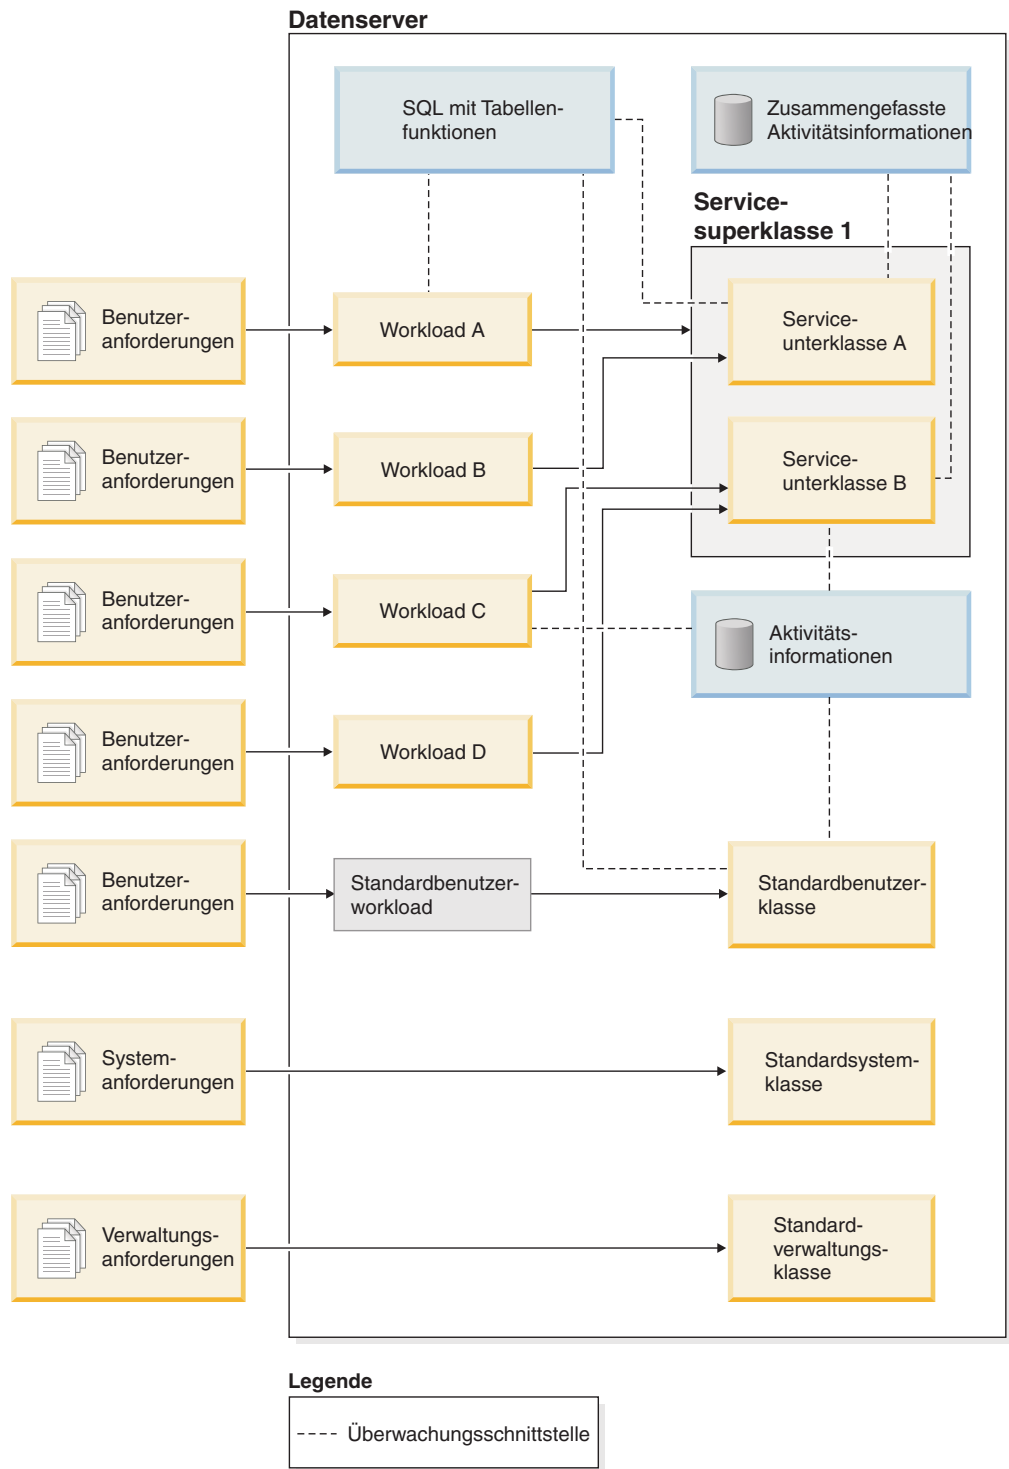 Datenserver
SQL mit Tabellen-
funktionen
Zusammengefasste
Aktivitätsinformationen
Service-
superklasse 1
Benutzer-
anforderungen
Workload A
Service-
unterklasse A
Benutzer-
anforderungen
Workload B
Service-
unterklasse B
Benutzer-
anforderungen
Workload C
Aktivitäts-
informationen
Benutzer-
anforderungen
Workload D
Benutzer-
anforderungen
Standardbenutzer-
workload
Standardbenutzer-
klasse
System-
anforderungen
Standardsystem-
klasse
Verwaltungs-
anforderungen
Standard-
verwaltungs-
klasse
Legende
Überwachungsschnittstelle